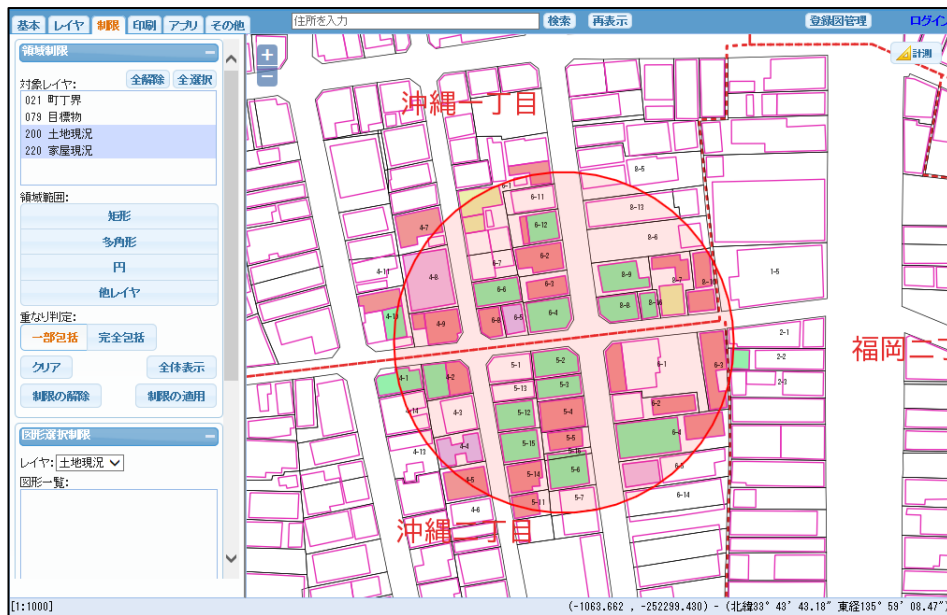 基本 レイヤ 制限 印刷 アプリ その他 住所を入力 検索 再表示 登録図管理 ログイン
領域制限
対象レイヤ: 全解除 全選択
021 町丁界
079 目標物
200 土地現況
220 家屋現況
領域範囲:
矩形
多角形
円
他レイヤ
重なり判定:
一部包括 完全包括
クリア 全体表示
制限の解除 制限の適用
図形選択制限
レイヤ: 土地現況
図形一覧:
+
−
計測
沖縄一丁目
8-5
6-11
8-13
6-12
4-7
8-6
6-7
6-2
4-11
4-8
8-9
8-7
1-5
6-6
6-3
6-5
6-4
8-8
4-9
6-8
2-1
福岡二丁
5-1
5-2
6-1
6-3
2-2
4-1
4-2
5-13
5-3
2-3
4-14
4-3
5-12
5-4
6-2
5-15
5-5
6-4
4-13
4-4
5-16
5-14
5-6
6-5
4-5
5-7
6-14
4-6
5-11
沖縄二丁目
[1:1000] (-1063.662 , -252299.430) - (北緯33° 43′ 43.18″ 東経135° 58′ 08.47″)